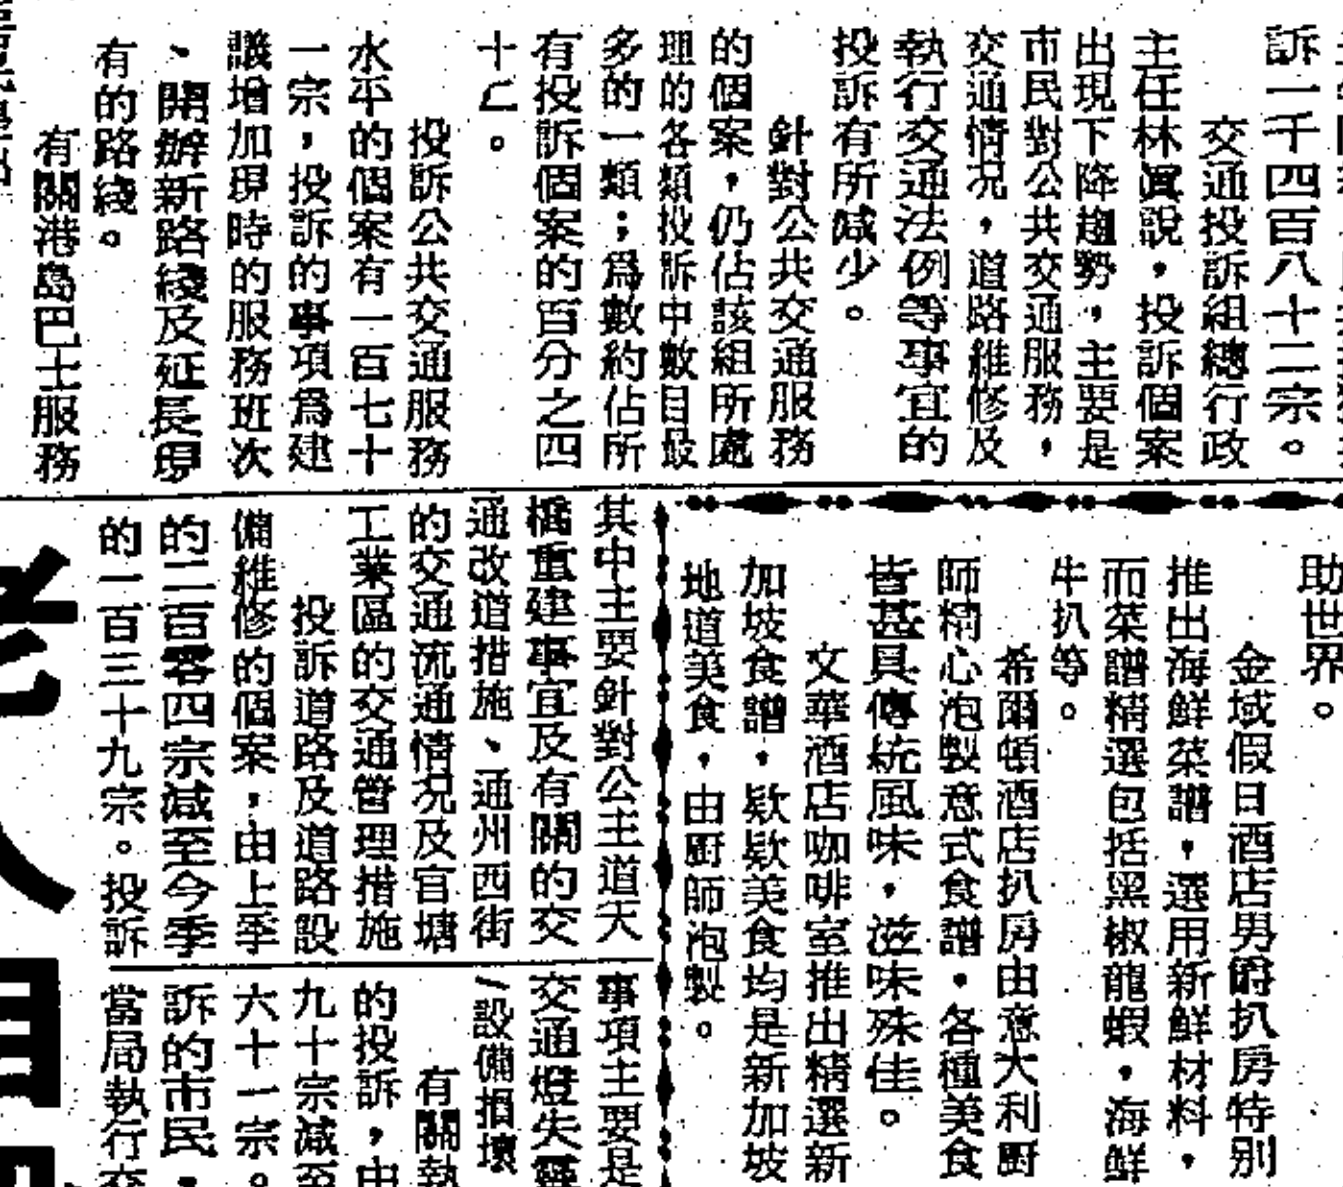 訴一千四百八十二宗。
交通投訴組總行政
主任林眞說，投訴個案
出現下降趨勢，主要是
市民對公共交通服務，
交通情况，道路維修及
執行交通法例等事宜的
投訴有所减少。
針對公共交通服務
的個案，仍佔該組所處
理的各類投訴中數目最
多的一類；爲數約佔所
有投訴個案的百分之四
十七。
投訴公共交通服務
水平的個案有一百七十
一宗，投訴的事項爲建
議增加現時的服務班次
、開辦新路綫及延長現
有的路綫。
有關港島巴士服務
助世界。
金域假日酒店男爵扒房特別
推出海鮮菜譜，選用新鮮材料，
而菜譜精選包括黑椒龍蝦，海鮮
牛扒等。
希爾頓酒店扒房由意大利厨
師精心泡製意式食譜，各種美食
皆甚具傳統風味，滋味殊佳。
文華酒店咖啡室推出精選新
加坡食譜，欵欵美食均是新加坡
地道美食，由厨師泡製。
其中主要針對公主道天
橋重建事宜及有關的交
通改道措施、通州西街
的交通流通情况及官塘
工業區的交通管理措施
投訴道路及道路設
備維修的個案，由上季
的二百零四宗减至今季
的一百三十九宗。投訴
事項主要是
交通燈失靈
設備損壞
有關執
的投訴，由
九十宗减至
六十一宗。
訴的市民，
當局執行交
老人